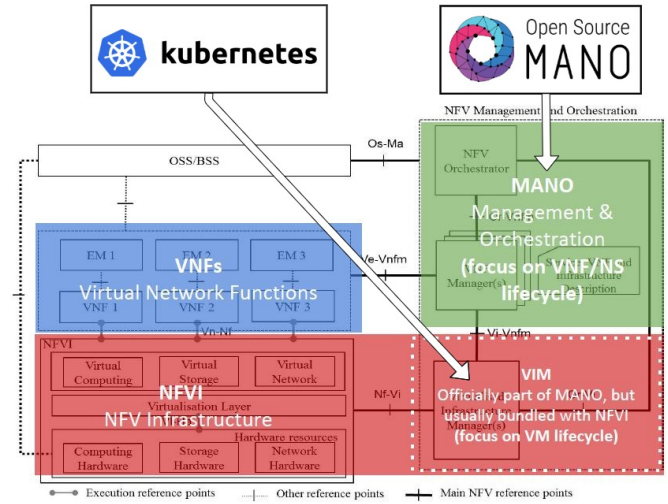 kubernetes
Open Source
MANO
NFV Management and Orchestration
Os-Ma
OSS/BSS
NFV
Orchestrator
MANO
Management &
Orchestration
(focus on VNF/NS
lifecycle)
EM 1
EM 2
EM 3
VNFs
Virtual Network Functions
Ve-Vnfm
Manager(s)
Description
VNF 1
VNF 2
VNF 3
Vn-Nf
Vi-Vnfm
NFVI
Virtual
Computing
Virtual
Storage
Virtual
Network
NFVI
NFV Infrastructure
Virtualisation Layer
Nf-Vi
VIM
Officially part of MANO, but
usually bundled with NFVI
(focus on VM lifecycle)
Infrastructure
Manager(s)
Hardware resources
Computing
Hardware
Storage
Hardware
Network
Hardware
Execution reference points
Other reference points
Main NFV reference points